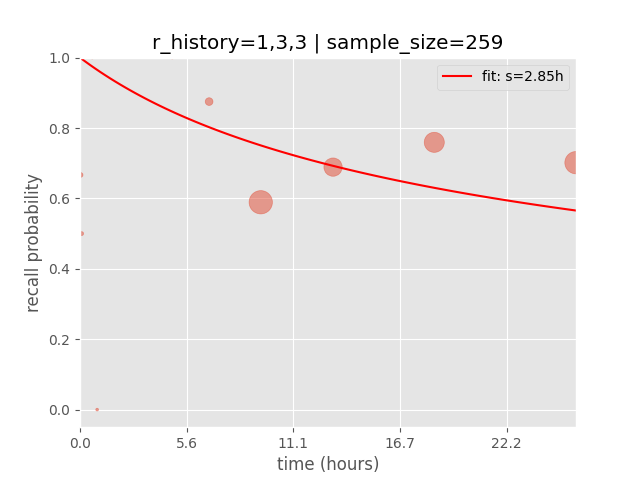 r_history=1,3,3 | sample_size=259
fit: s=2.85h
recall probability
1.0
0.8
0.6
0.4
0.2
0.0
0.0 5.6 11.1 16.7 22.2
time (hours)